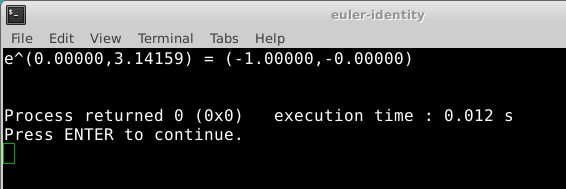 euler-identity
File Edit View Terminal Tabs Help
e^(0.00000,3.14159) = (-1.00000,-0.00000)
Process returned 0 (0x0)   execution time : 0.012 s
Press ENTER to continue.